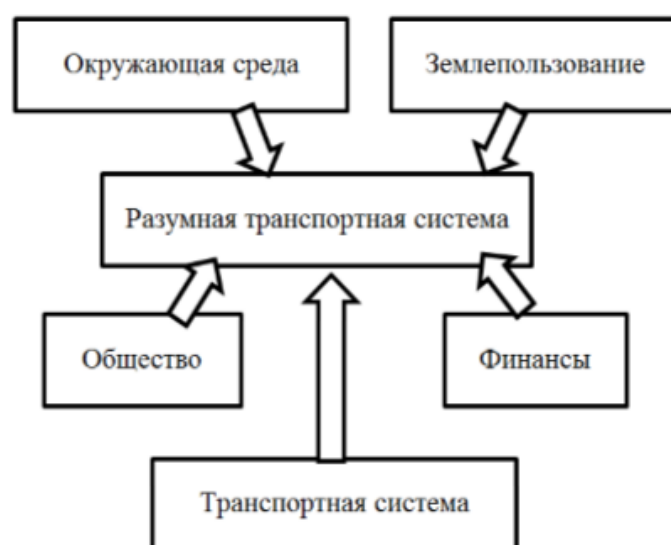 Окружающая среда
Землепользование
Разумная транспортная система
Общество
Финансы
Транспортная система